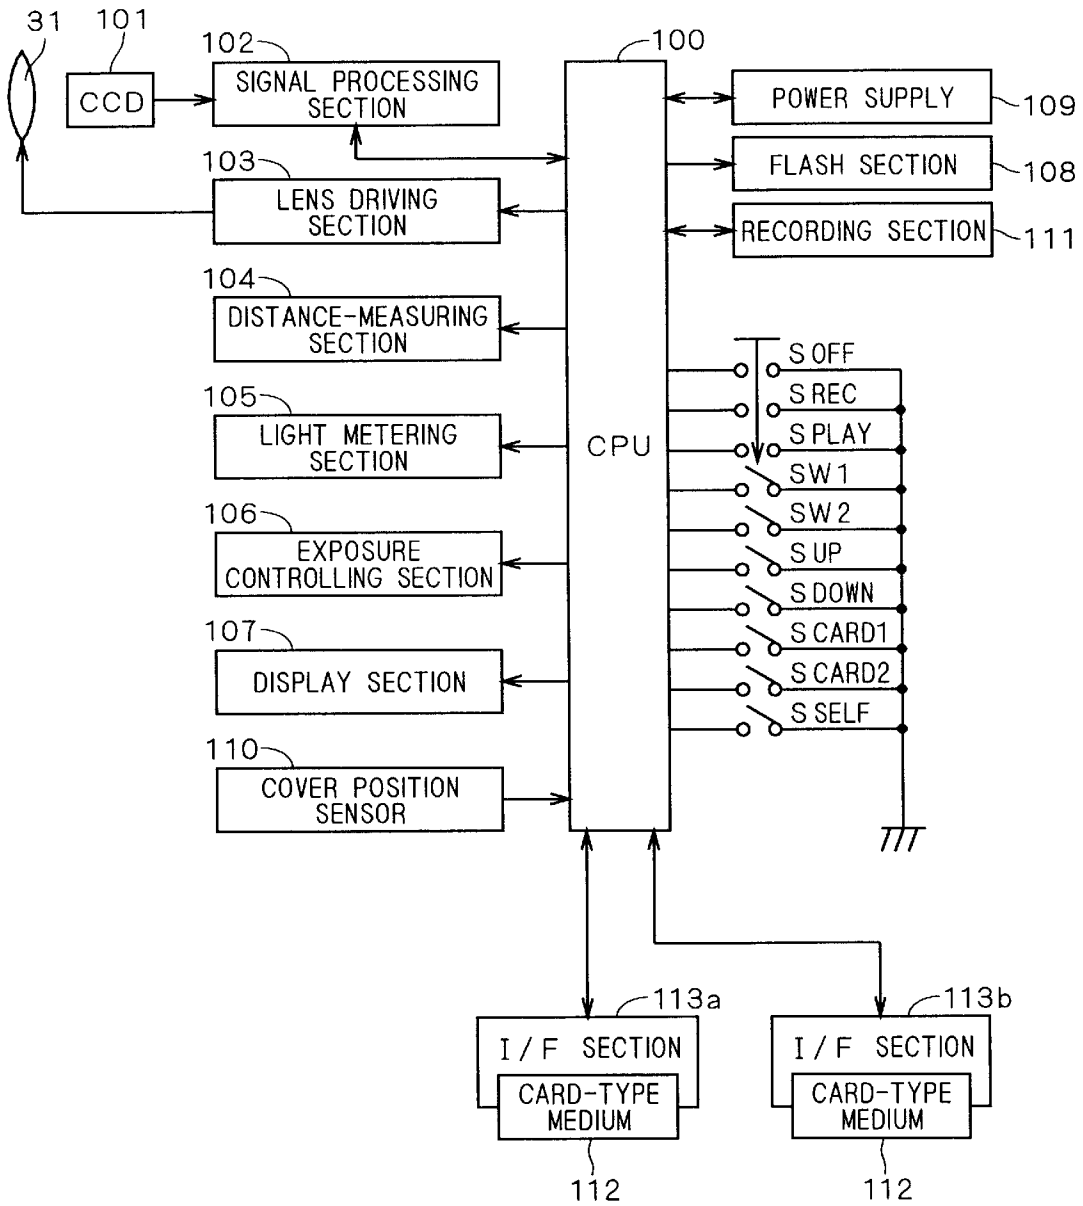 31
101
CCD
102
SIGNAL PROCESSING
SECTION
103
LENS DRIVING
SECTION
104
DISTANCE-MEASURING
SECTION
105
LIGHT METERING
SECTION
106
EXPOSURE
CONTROLLING SECTION
107
DISPLAY SECTION
110
COVER POSITION
SENSOR
100
CPU
POWER SUPPLY
109
FLASH SECTION
108
RECORDING SECTION
111
S OFF
S REC
S PLAY
SW1
SW2
S UP
S DOWN
S CARD1
S CARD2
S SELF
113a
I/F SECTION
CARD-TYPE
MEDIUM
112
113b
I/F SECTION
CARD-TYPE
MEDIUM
112